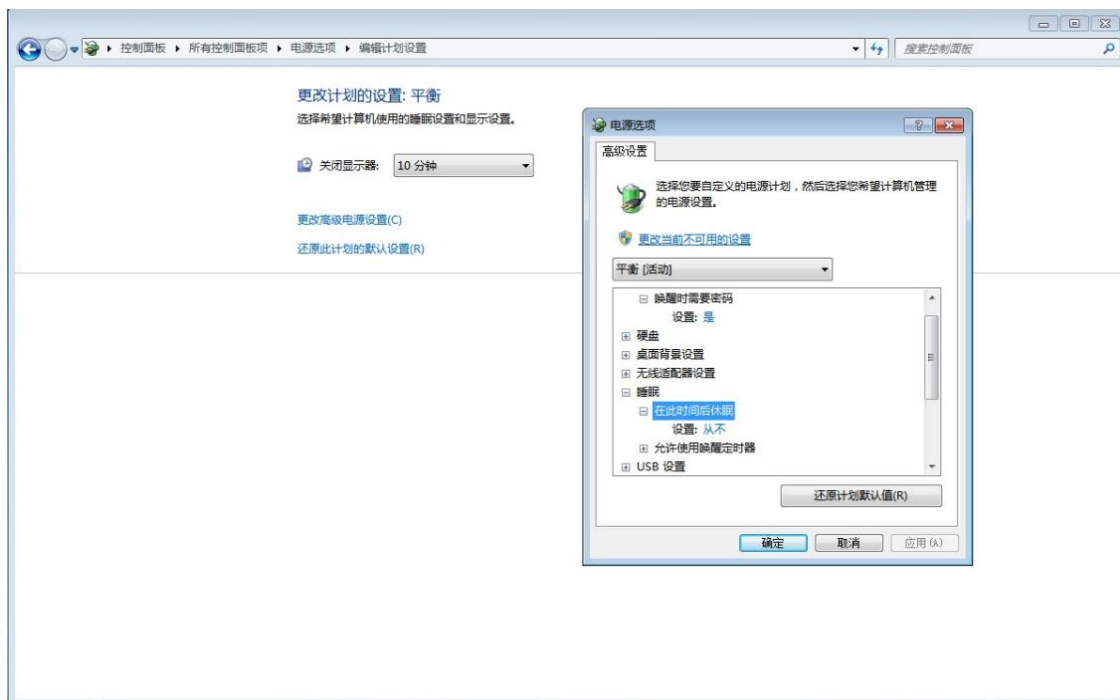 控制面板 ▸ 所有控制面板项 ▸ 电源选项 ▸ 编辑计划设置
搜索控制面板
更改计划的设置: 平衡
选择希望计算机使用的睡眠设置和显示设置。
关闭显示器: 10 分钟
更改高级电源设置(C)
还原此计划的默认设置(R)
电源选项
高级设置
选择您要自定义的电源计划，然后选择您希望计算机管理
的电源设置。
更改当前不可用的设置
平衡 [活动]
唤醒时需要密码
设置: 是
硬盘
桌面背景设置
无线适配器设置
睡眠
在此时间后休眠
设置: 从不
允许使用唤醒定时器
USB 设置
还原计划默认值(R)
确定 取消 应用(A)